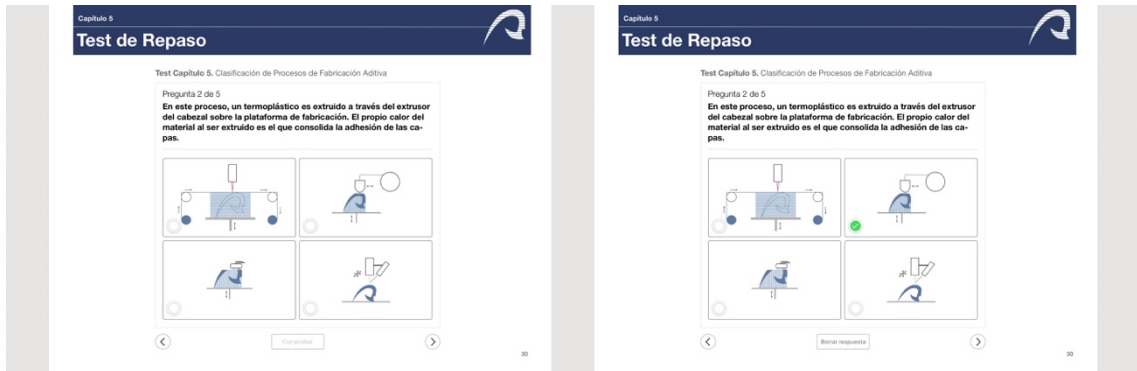 Capítulo 5
Test de Repaso
Test Capítulo 5. Clasificación de Procesos de Fabricación Aditiva
Pregunta 2 de 5
En este proceso, un termoplástico es extruido a través del extrusor
del cabezal sobre la plataforma de fabricación. El propio calor del
material al ser extruido es el que consolida la adhesión de las ca-
pas.
Comprobar
30
Capítulo 5
Test de Repaso
Test Capítulo 5. Clasificación de Procesos de Fabricación Aditiva
Pregunta 2 de 5
En este proceso, un termoplástico es extruido a través del extrusor
del cabezal sobre la plataforma de fabricación. El propio calor del
material al ser extruido es el que consolida la adhesión de las ca-
pas.
Borrar respuesta
30